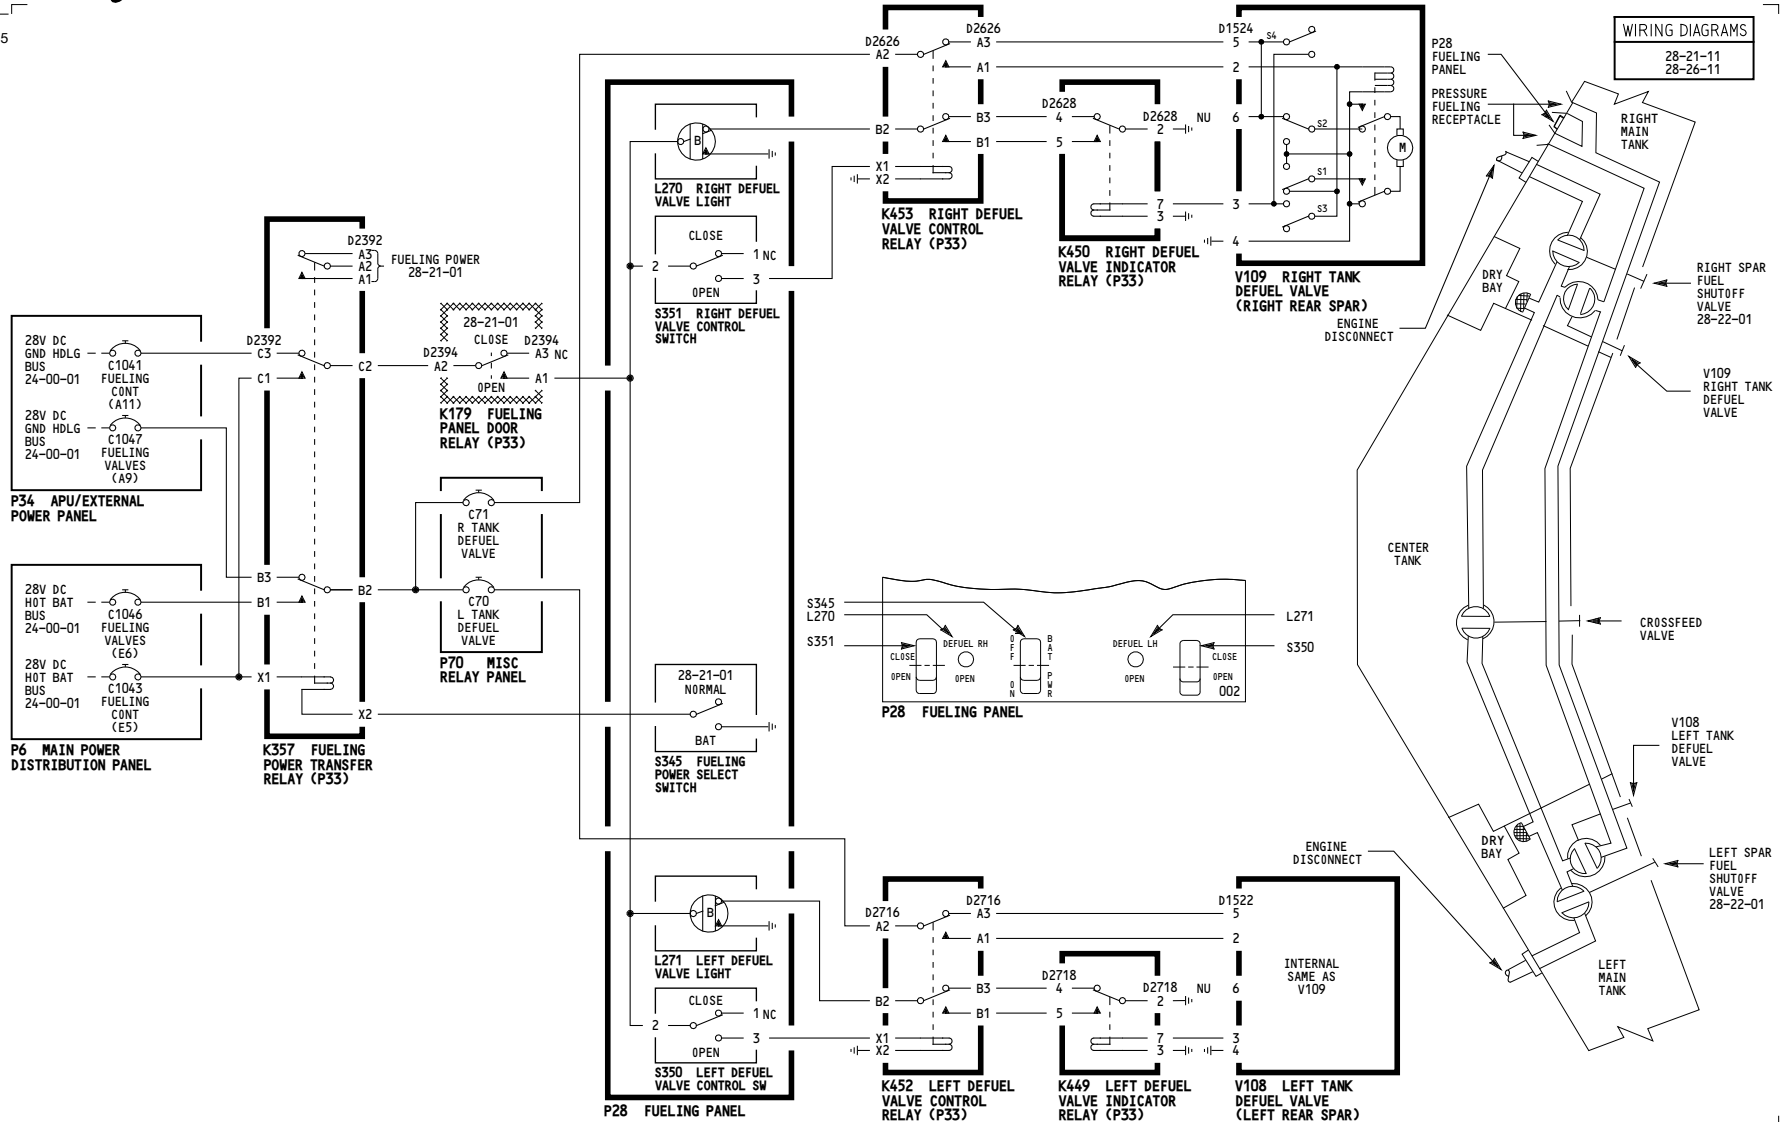 5
WIRING DIAGRAMS
28-21-11
28-26-11
28V DC
GND HDLG
BUS
24-00-01
C1041
FUELING
CONT
(A11)
28V DC
GND HDLG
BUS
24-00-01
C1047
FUELING
VALVES
(A9)
P34 APU/EXTERNAL
POWER PANEL
28V DC
HOT BAT
BUS
24-00-01
C1046
FUELING
VALVES
(E6)
28V DC
HOT BAT
BUS
24-00-01
C1043
FUELING
CONT
(E5)
P6 MAIN POWER
DISTRIBUTION PANEL
D2392
A3
A2
A1
FUELING POWER
28-21-01
D2392
C3
C1
C2
B3
B1
B2
X1
X2
K357 FUELING
POWER TRANSFER
RELAY (P33)
28-21-01
CLOSE
D2394
D2394
A2
A3 NC
A1
OPEN
K179 FUELING
PANEL DOOR
RELAY (P33)
C71
R TANK
DEFUEL
VALVE
C70
L TANK
DEFUEL
VALVE
P70 MISC
RELAY PANEL
B
L270 RIGHT DEFUEL
VALVE LIGHT
CLOSE
1 NC
2
3
OPEN
S351 RIGHT DEFUEL
VALVE CONTROL
SWITCH
28-21-01
NORMAL
BAT
S345 FUELING
POWER SELECT
SWITCH
B
L271 LEFT DEFUEL
VALVE LIGHT
CLOSE
1 NC
2
3
OPEN
S350 LEFT DEFUEL
VALVE CONTROL SW
P28 FUELING PANEL
D2626
D2626
A2
A3
A1
B2
B3
B1
X1
X2
K453 RIGHT DEFUEL
VALVE CONTROL
RELAY (P33)
D2628
D2628
4
2
5
7
3
NU
K450 RIGHT DEFUEL
VALVE INDICATOR
RELAY (P33)
D1524
5
2
6
3
4
S4
S2
S1
S3
M
V109 RIGHT TANK
DEFUEL VALVE
(RIGHT REAR SPAR)
S345
L270
S351
L271
S350
CLOSE
OPEN
DEFUEL RH
OPEN
OFF
ON
BAT
PWR
DEFUEL LH
OPEN
CLOSE
OPEN
002
P28 FUELING PANEL
D2716
D2716
A2
A3
A1
B2
B3
B1
X1
X2
K452 LEFT DEFUEL
VALVE CONTROL
RELAY (P33)
D2718
D2718
4
2
5
7
3
NU
K449 LEFT DEFUEL
VALVE INDICATOR
RELAY (P33)
D1522
5
2
6
3
4
INTERNAL
SAME AS
V109
V108 LEFT TANK
DEFUEL VALVE
(LEFT REAR SPAR)
P28
FUELING
PANEL
PRESSURE
FUELING
RECEPTACLE
RIGHT
MAIN
TANK
DRY
BAY
ENGINE
DISCONNECT
RIGHT SPAR
FUEL
SHUTOFF
VALVE
28-22-01
V109
RIGHT TANK
DEFUEL
VALVE
CENTER
TANK
CROSSFEED
VALVE
V108
LEFT TANK
DEFUEL
VALVE
DRY
BAY
ENGINE
DISCONNECT
LEFT SPAR
FUEL
SHUTOFF
VALVE
28-22-01
LEFT
MAIN
TANK